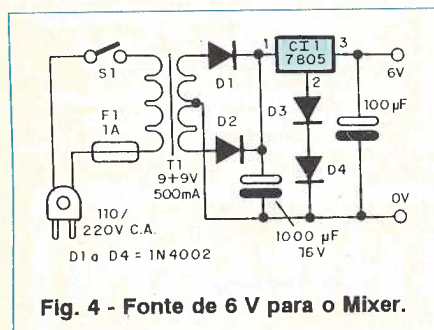 S1
F1
1A
110/
220V C.A.
D1 a D4 = 1N4002
T1
9+9V
500mA
D1
D2
1
CI1
7805
3
2
D3
D4
1000 µF
16V
100µF
6V
0V
Fig. 4 - Fonte de 6 V para o Mixer.